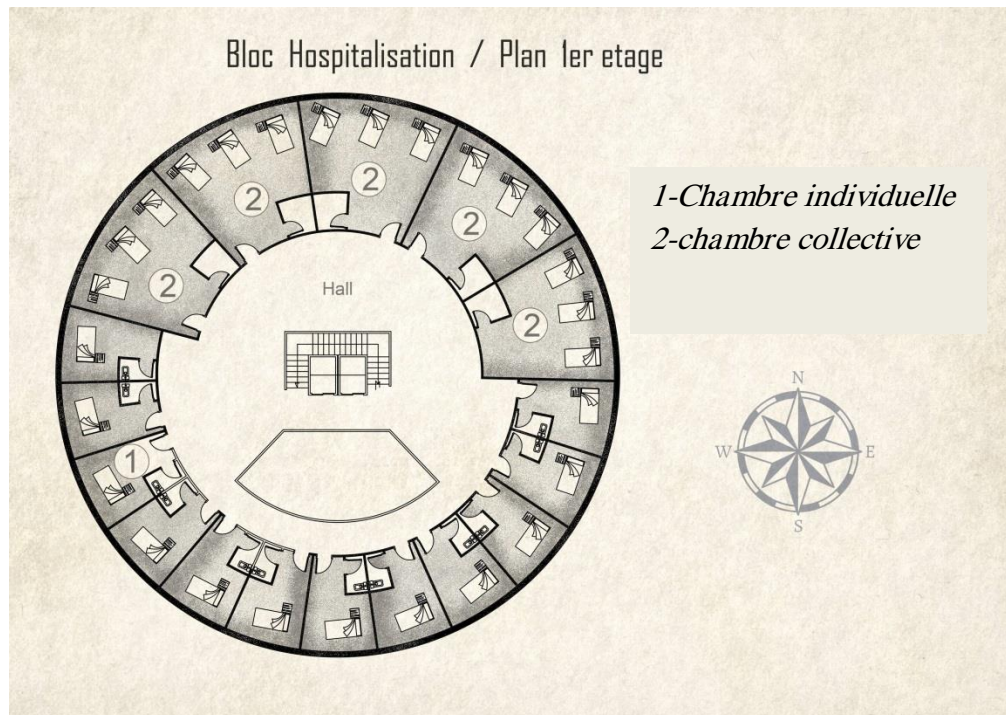 Bloc Hospitalisation / Plan 1er etage
1-Chambre individuelle
2-chambre collective
2
2
2
2
2
Hall
1
N
W
E
S